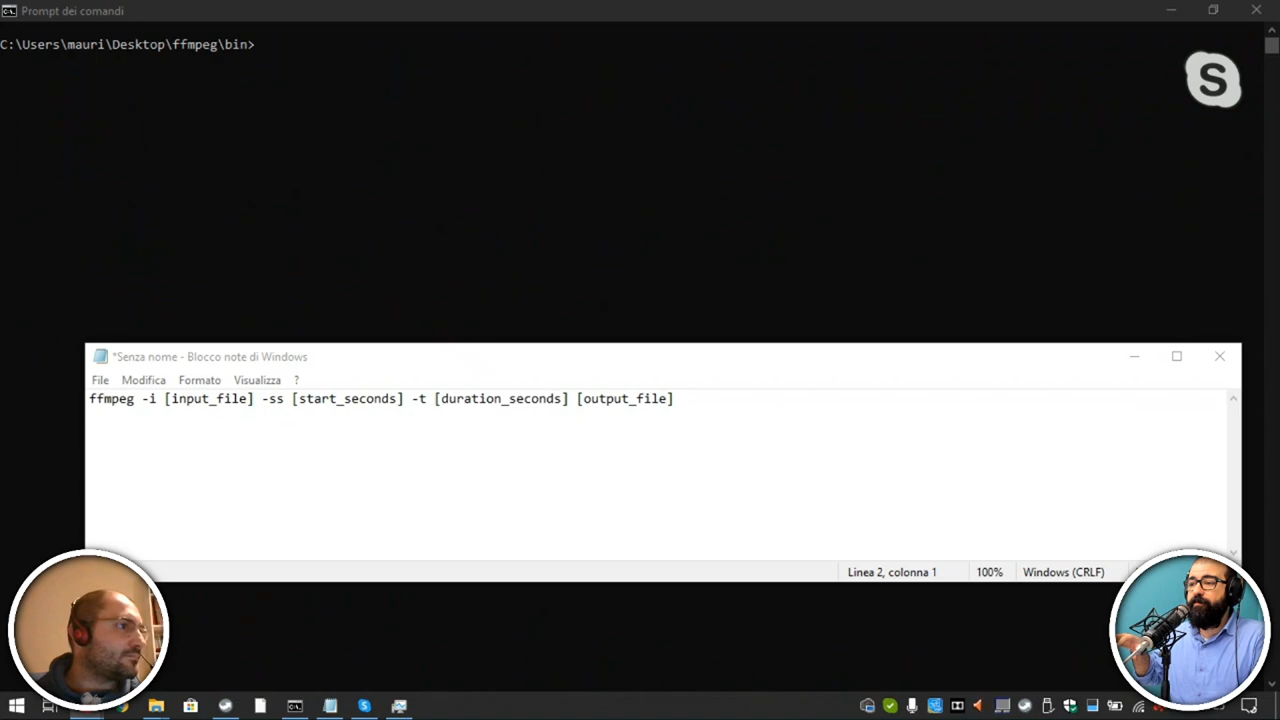 Prompt dei comandi
C:\Users\mauri\Desktop\ffmpeg\bin>
S
*Senza nome - Blocco note di Windows
File Modifica Formato Visualizza ?
ffmpeg -i [input_file] -ss [start_seconds] -t [duration_seconds] [output_file]
Linea 2, colonna 1 100% Windows (CRLF)